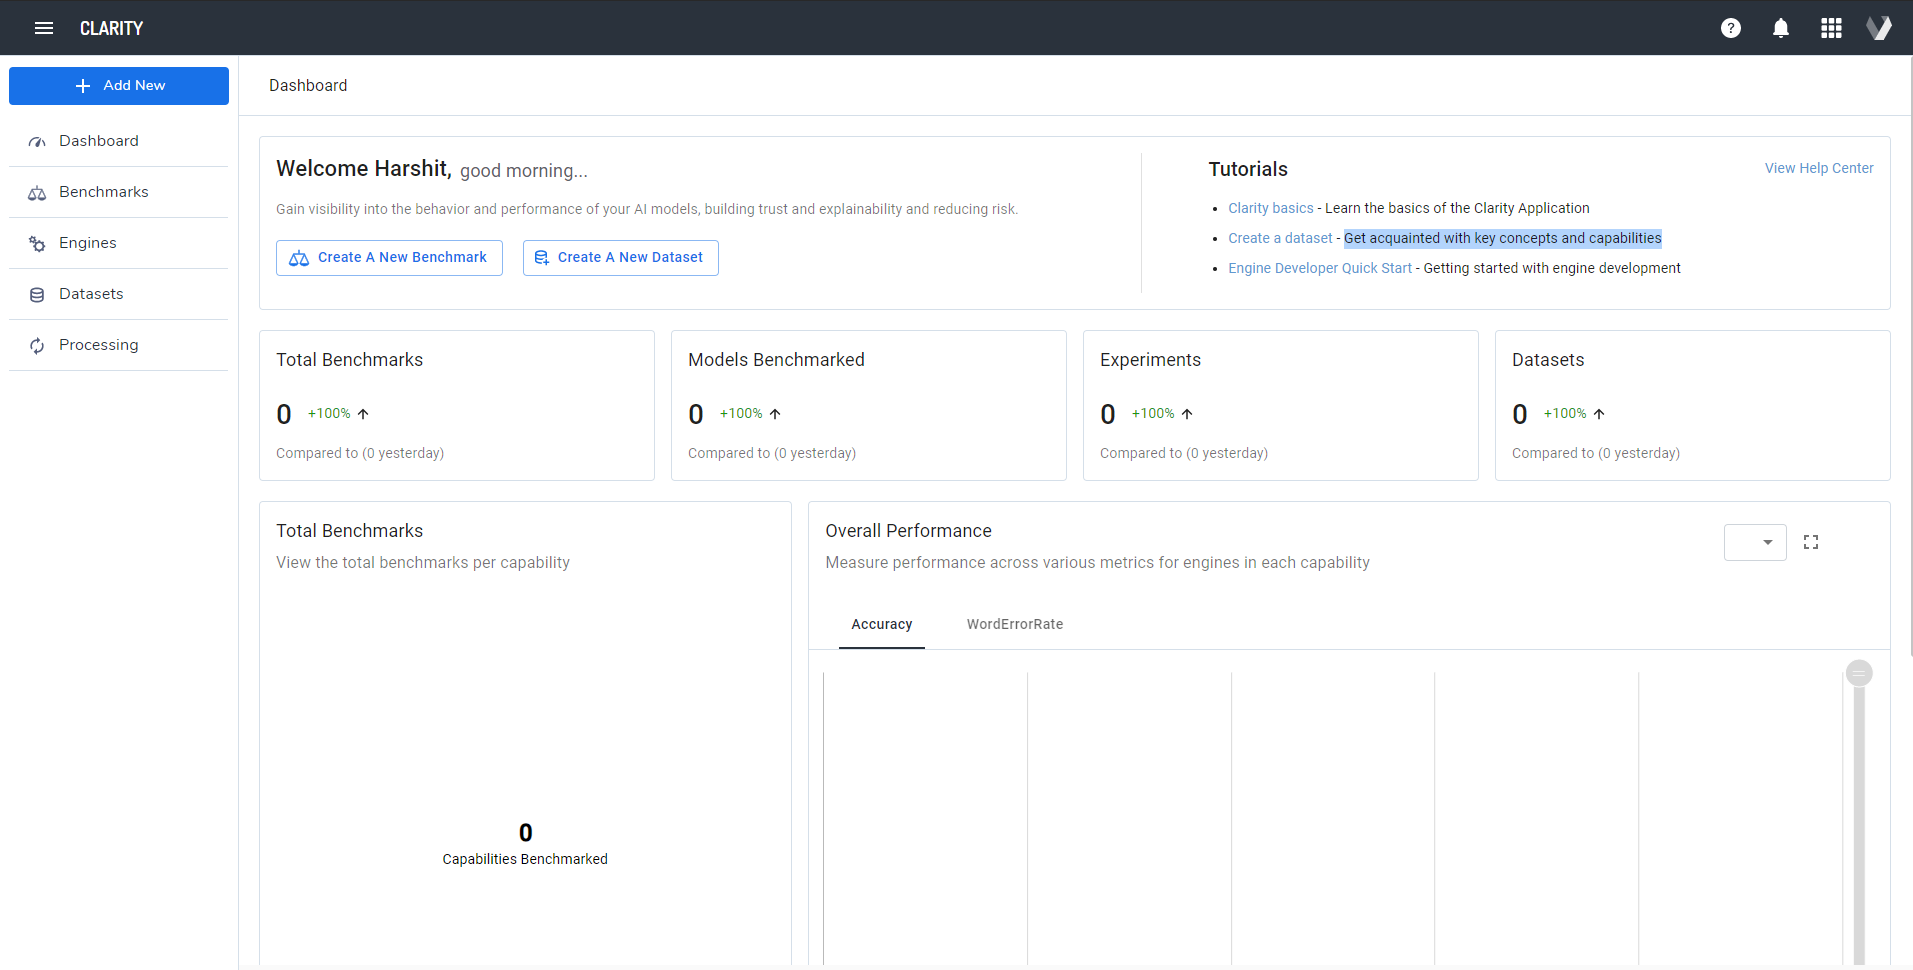 CLARITY
?
Add New
Dashboard
Benchmarks
Engines
Datasets
Processing
Dashboard
Welcome Harshit, good morning...
Gain visibility into the behavior and performance of your AI models, building trust and explainability and reducing risk.
Create A New Benchmark
Create A New Dataset
Tutorials
View Help Center
• Clarity basics - Learn the basics of the Clarity Application
• Create a dataset - Get acquainted with key concepts and capabilities
• Engine Developer Quick Start - Getting started with engine development
Total Benchmarks
0 +100%
Compared to (0 yesterday)
Models Benchmarked
0 +100%
Compared to (0 yesterday)
Experiments
0 +100%
Compared to (0 yesterday)
Datasets
0 +100%
Compared to (0 yesterday)
Total Benchmarks
View the total benchmarks per capability
0
Capabilities Benchmarked
Overall Performance
Measure performance across various metrics for engines in each capability
Accuracy
WordErrorRate